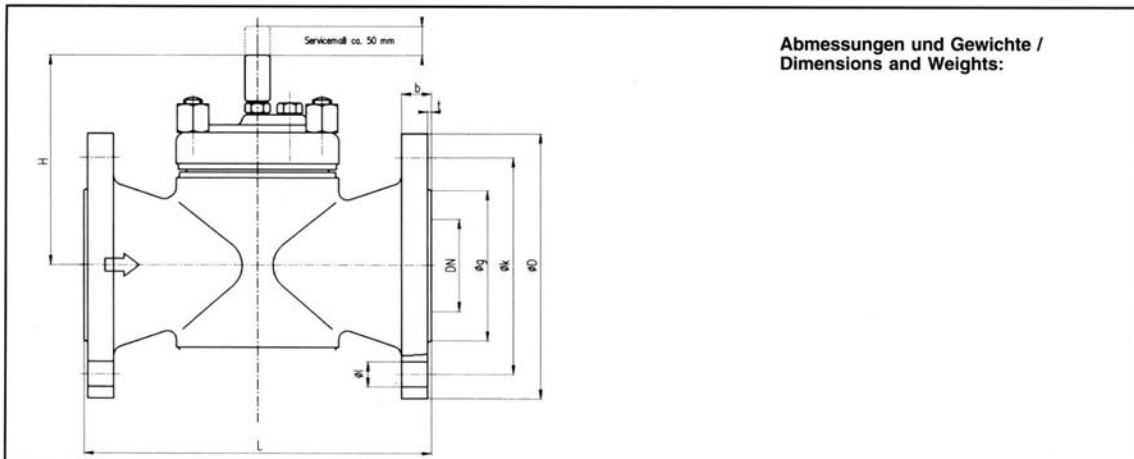 Servicemaß ca. 50 mm
Abmessungen und Gewichte /
Dimensions and Weights:
b
t
H
DN
Øg
Øk
ØD
Øl
L